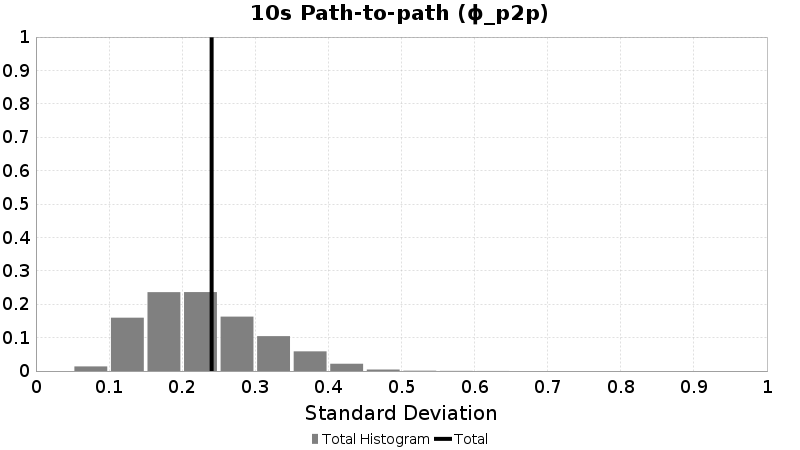 10s Path-to-path (ϕ_p2p)
1
0.9
0.8
0.7
0.6
0.5
0.4
0.3
0.2
0.1
0
0 0.1 0.2 0.3 0.4 0.5 0.6 0.7 0.8 0.9 1
Standard Deviation
Total Histogram Total